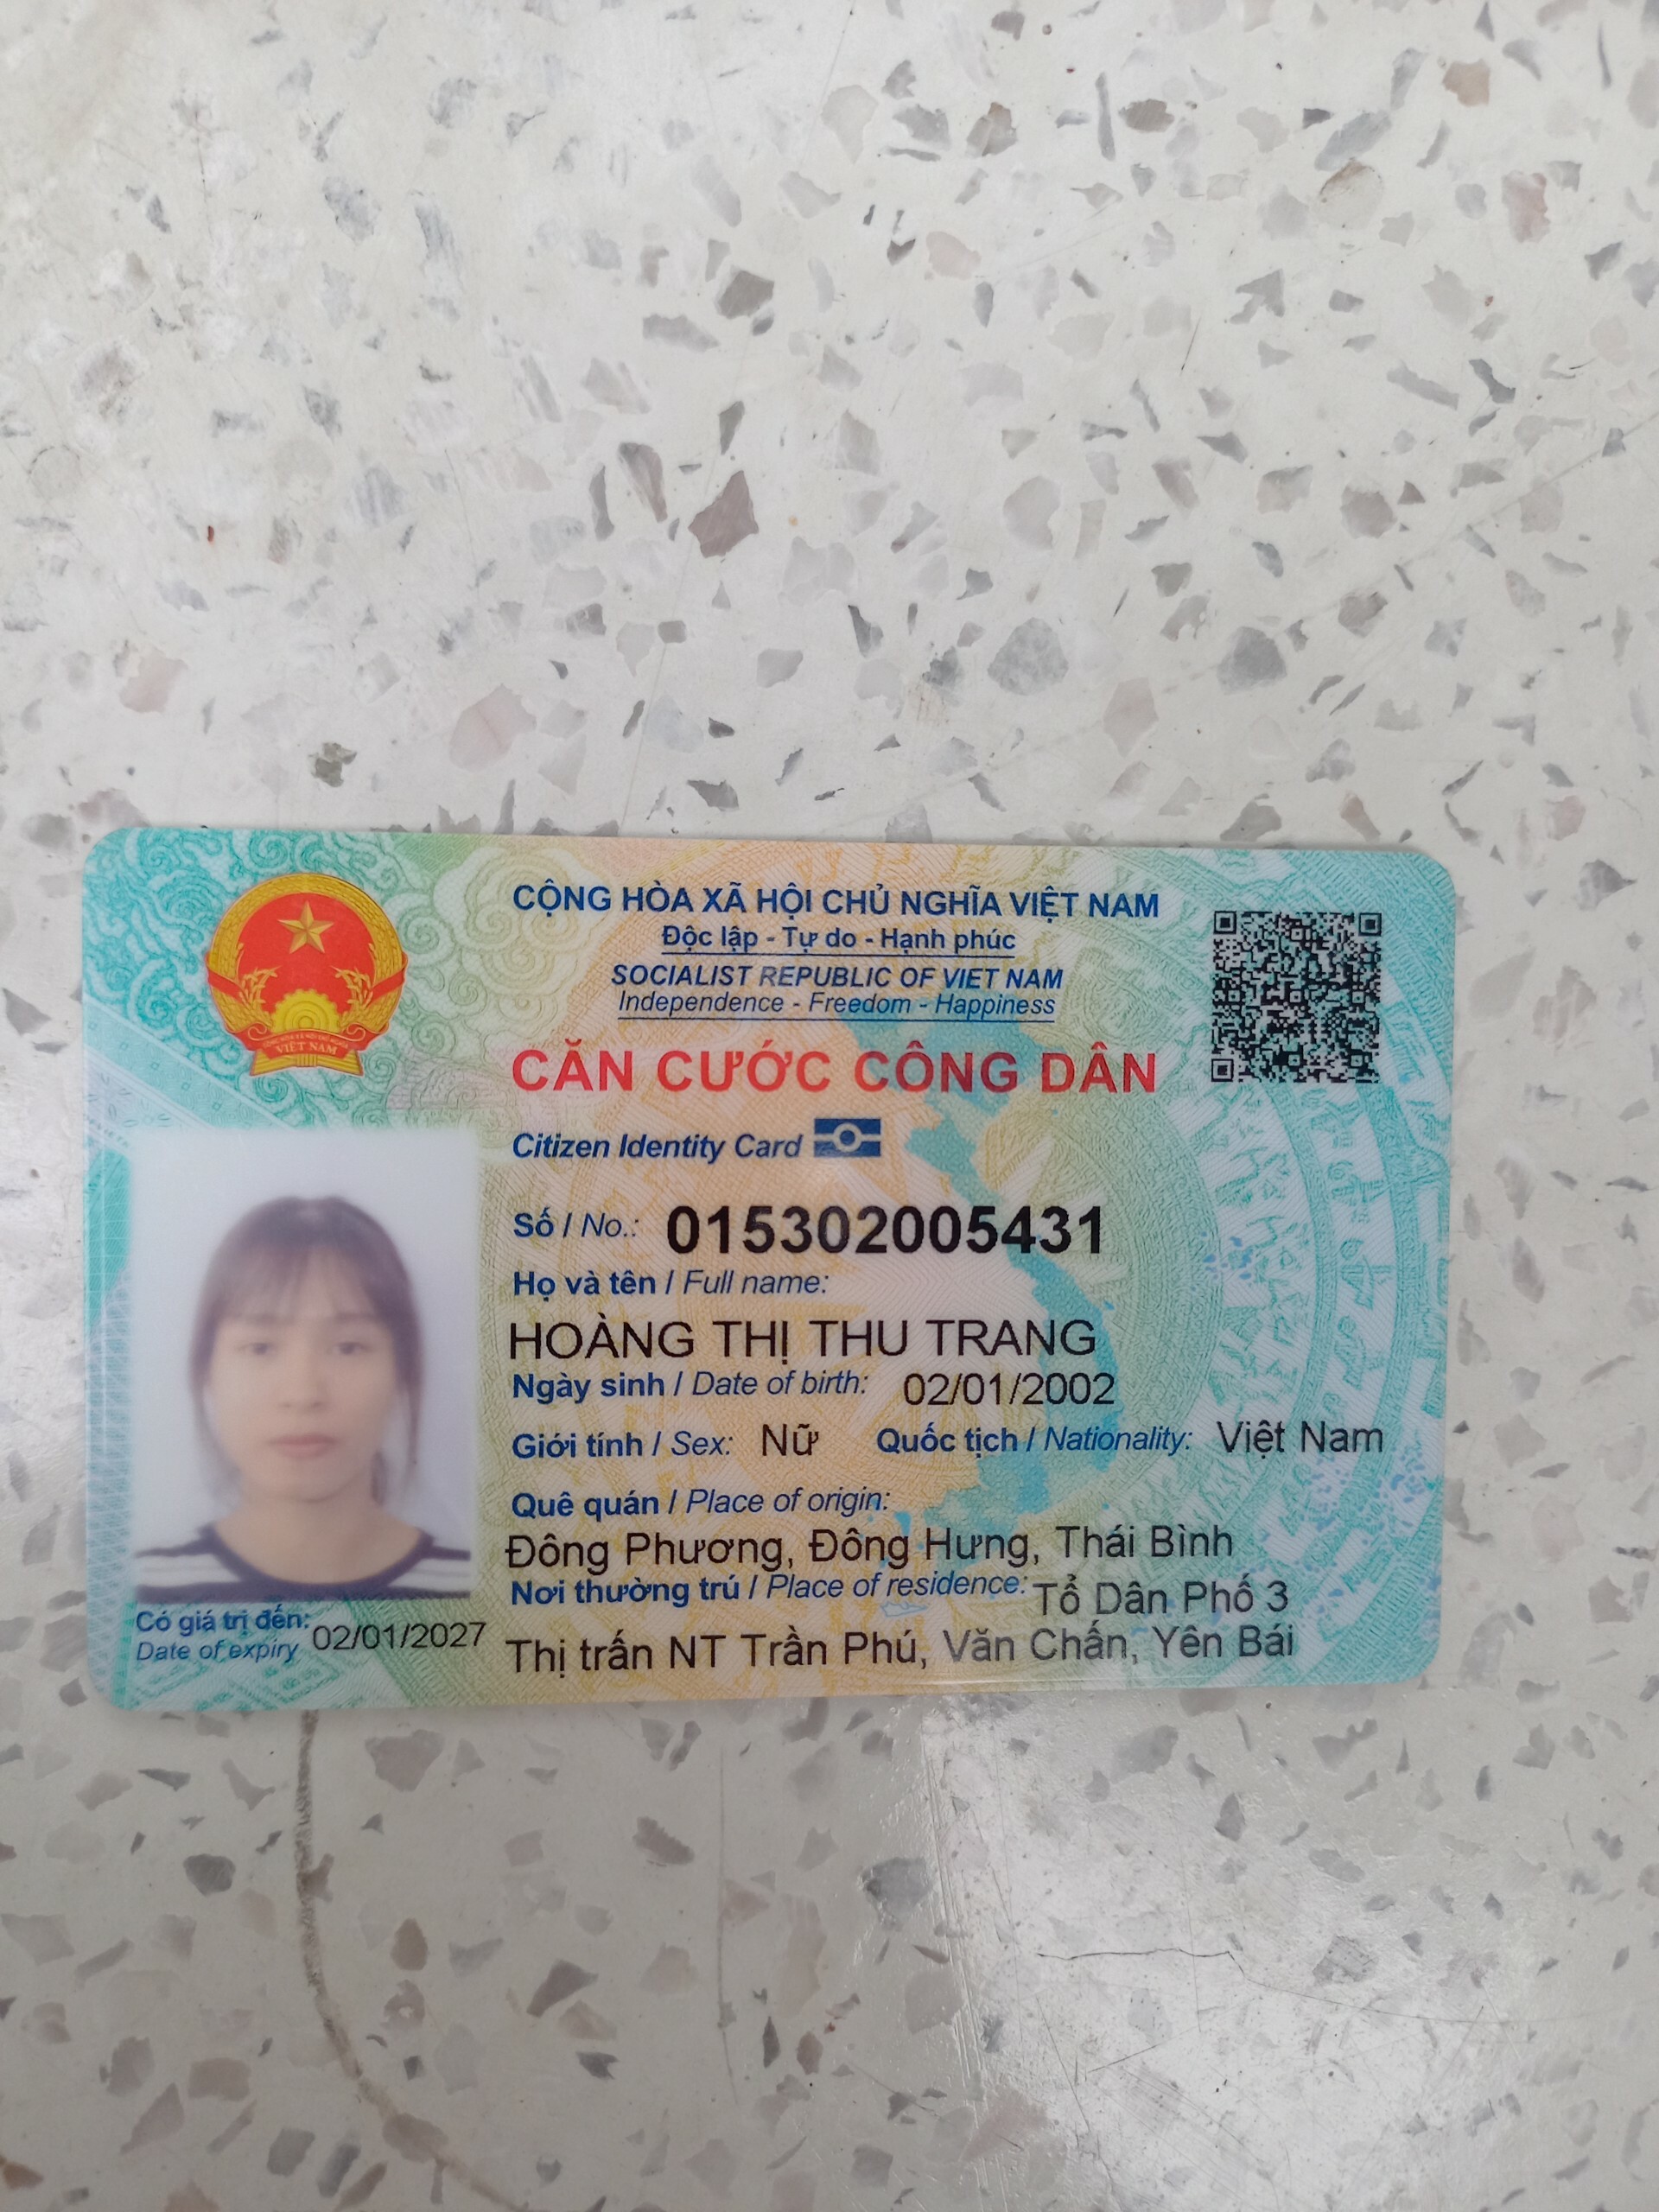 CỘNG HÒA XÃ HỘI CHỦ NGHĨA VIỆT NAM
Độc lập - Tự do - Hạnh phúc
SOCIALIST REPUBLIC OF VIET NAM
Independence - Freedom - Happiness
CĂN CƯỚC CÔNG DÂN
Citizen Identity Card
Số / No.: 015302005431
Họ và tên / Full name:
HOÀNG THỊ THU TRANG
Ngày sinh / Date of birth: 02/01/2002
Giới tính / Sex: Nữ Quốc tịch / Nationality: Việt Nam
Quê quán / Place of origin:
Đông Phương, Đông Hưng, Thái Bình
Nơi thường trú / Place of residence: Tổ Dân Phố 3
Thị trấn NT Trần Phú, Văn Chấn, Yên Bái
Có giá trị đến: 02/01/2027
Date of expiry
VIỆT NAM